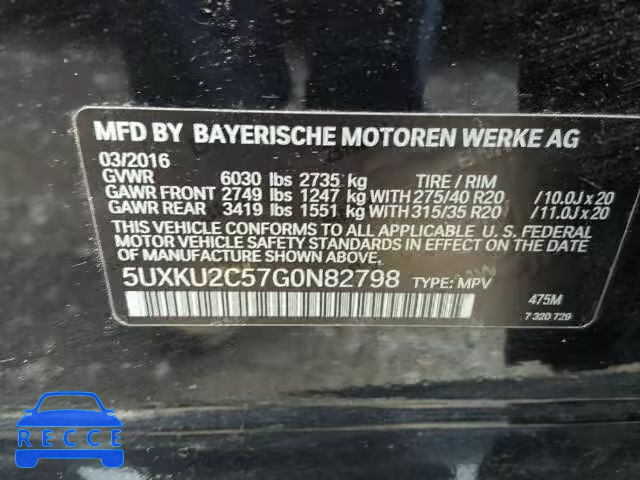 MFD BY BAYERISCHE MOTOREN WERKE AG
03/2016
GVWR 6030 lbs 2735 kg TIRE / RIM
GAWR FRONT 2749 lbs 1247 kg WITH 275/40 R20 /10.0J x 20
GAWR REAR 3419 lbs 1551 kg WITH 315/35 R20 /11.0J x 20
THIS VEHICLE CONFORMS TO ALL APPLICABLE U. S. FEDERAL
MOTOR VEHICLE SAFETY STANDARDS IN EFFECT ON THE DATE
OF MANUFACTURE SHOWN ABOVE.
5UXKU2C57G0N82798 TYPE: MPV
475M
7 320 729
RECCE